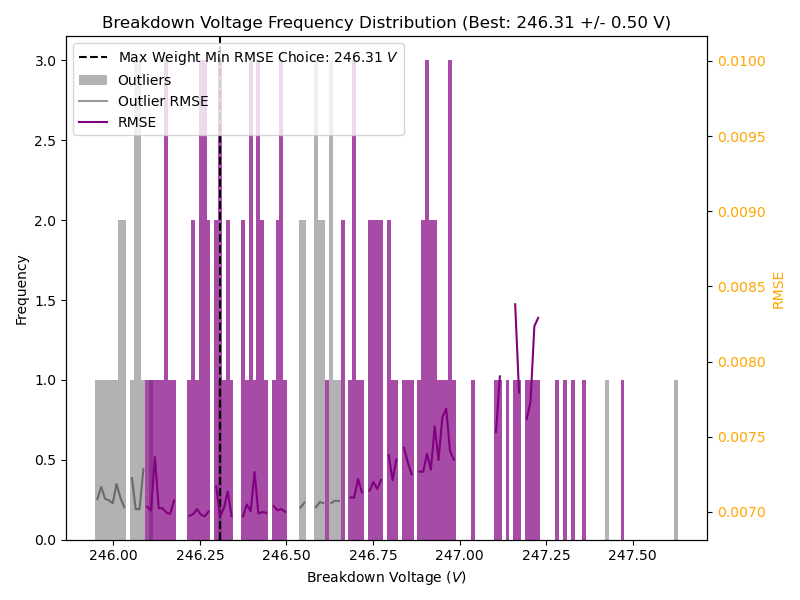 Breakdown Voltage Frequency Distribution (Best: 246.31 +/- 0.50 V)
Max Weight Min RMSE Choice: 246.31 V
Outliers
Outlier RMSE
RMSE
3.0
2.5
2.0
1.5
1.0
0.5
0.0
Frequency
0.0100
0.0095
0.0090
0.0085
0.0080
0.0075
0.0070
RMSE
246.00 246.25 246.50 246.75 247.00 247.25 247.50
Breakdown Voltage (V)